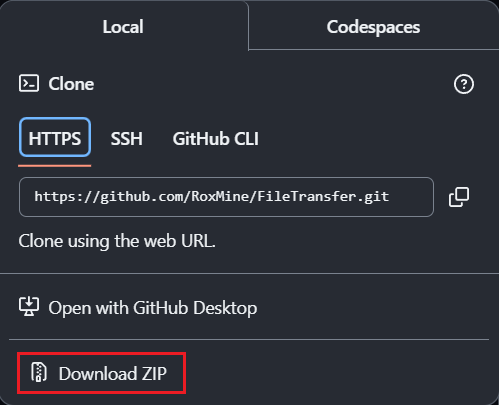 Local
Codespaces
Clone
HTTPS
SSH
GitHub CLI
https://github.com/RoxMine/FileTransfer.git
Clone using the web URL.
Open with GitHub Desktop
Download ZIP